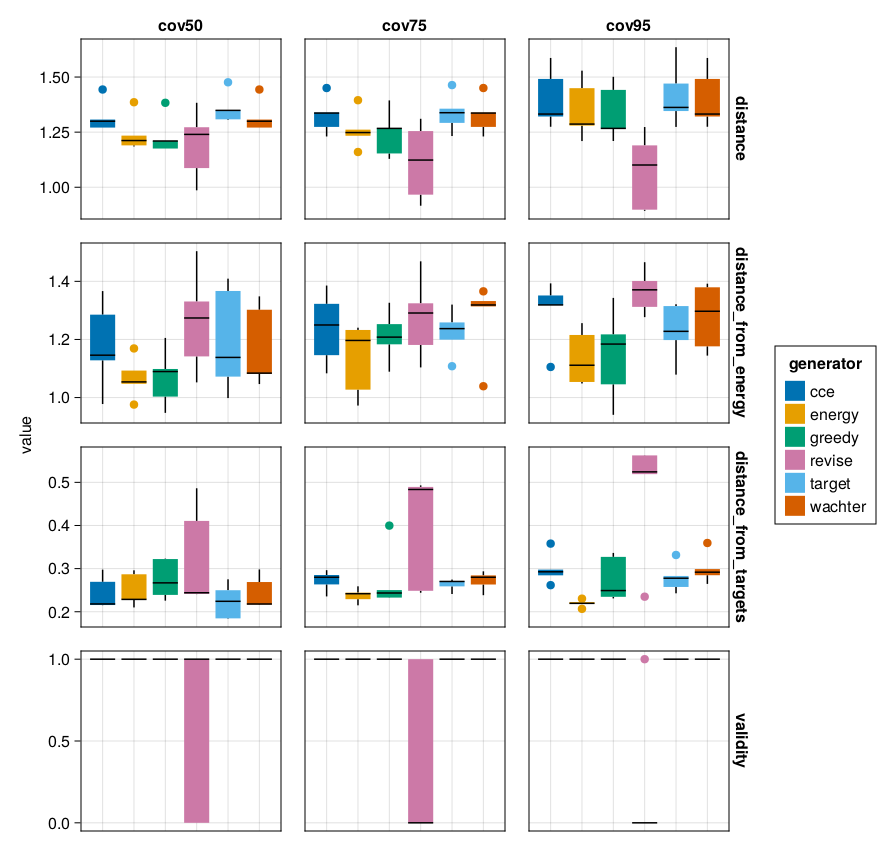 cov50 cov75 cov95
1.50
1.25
1.00
distance
1.4
1.2
1.0
distance_from_energy
value
0.5
0.4
0.3
0.2
distance_from_targets
1.0
0.5
0.0
validity
generator
cce
energy
greedy
revise
target
wachter